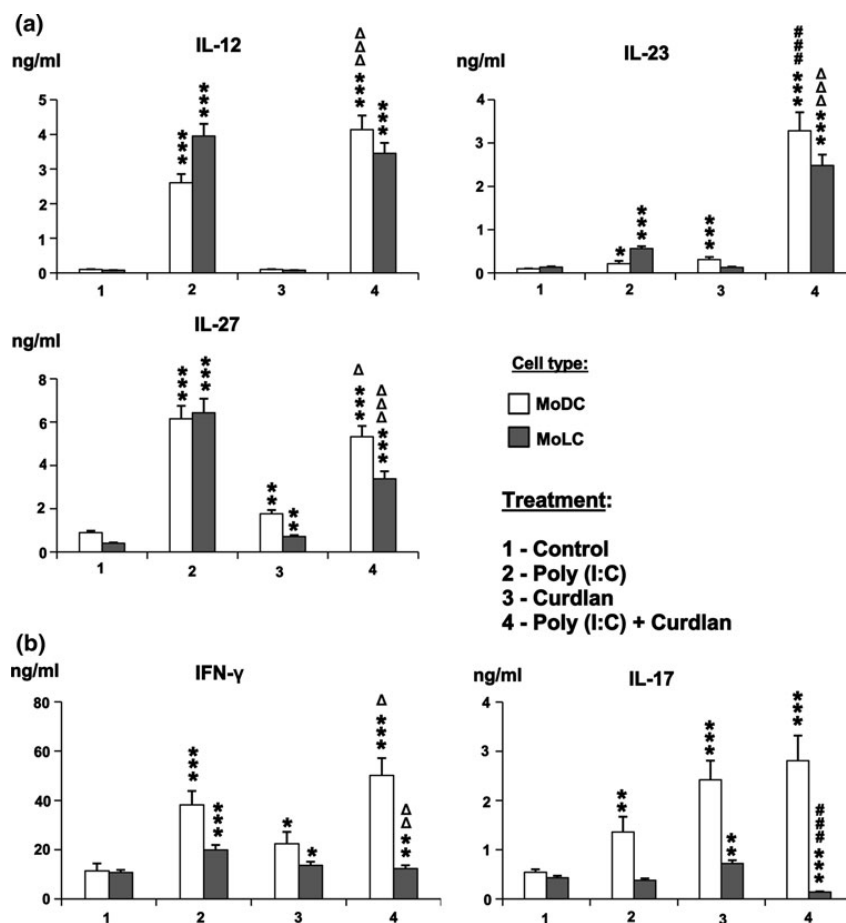 (a)
IL-12
ng/ml
5
4
3
2
1
0
***
***
Δ Δ Δ ***
***
1
2
3
4
IL-23
ng/ml
4
3
2
1
0
*
***
***
### ***
Δ Δ Δ ***
1
2
3
4
IL-27
ng/ml
8
6
4
2
0
***
***
**
**
Δ ***
Δ Δ Δ ***
1
2
3
4
Cell type:
MoDC
MoLC
Treatment:
1 - Control
2 - Poly (I:C)
3 - Curdlan
4 - Poly (I:C) + Curdlan
(b)
IFN-γ
ng/ml
80
60
40
20
0
***
***
*
*
Δ ***
Δ Δ **
1
2
3
4
IL-17
ng/ml
4
3
2
1
0
**
***
**
***
### ***
1
2
3
4